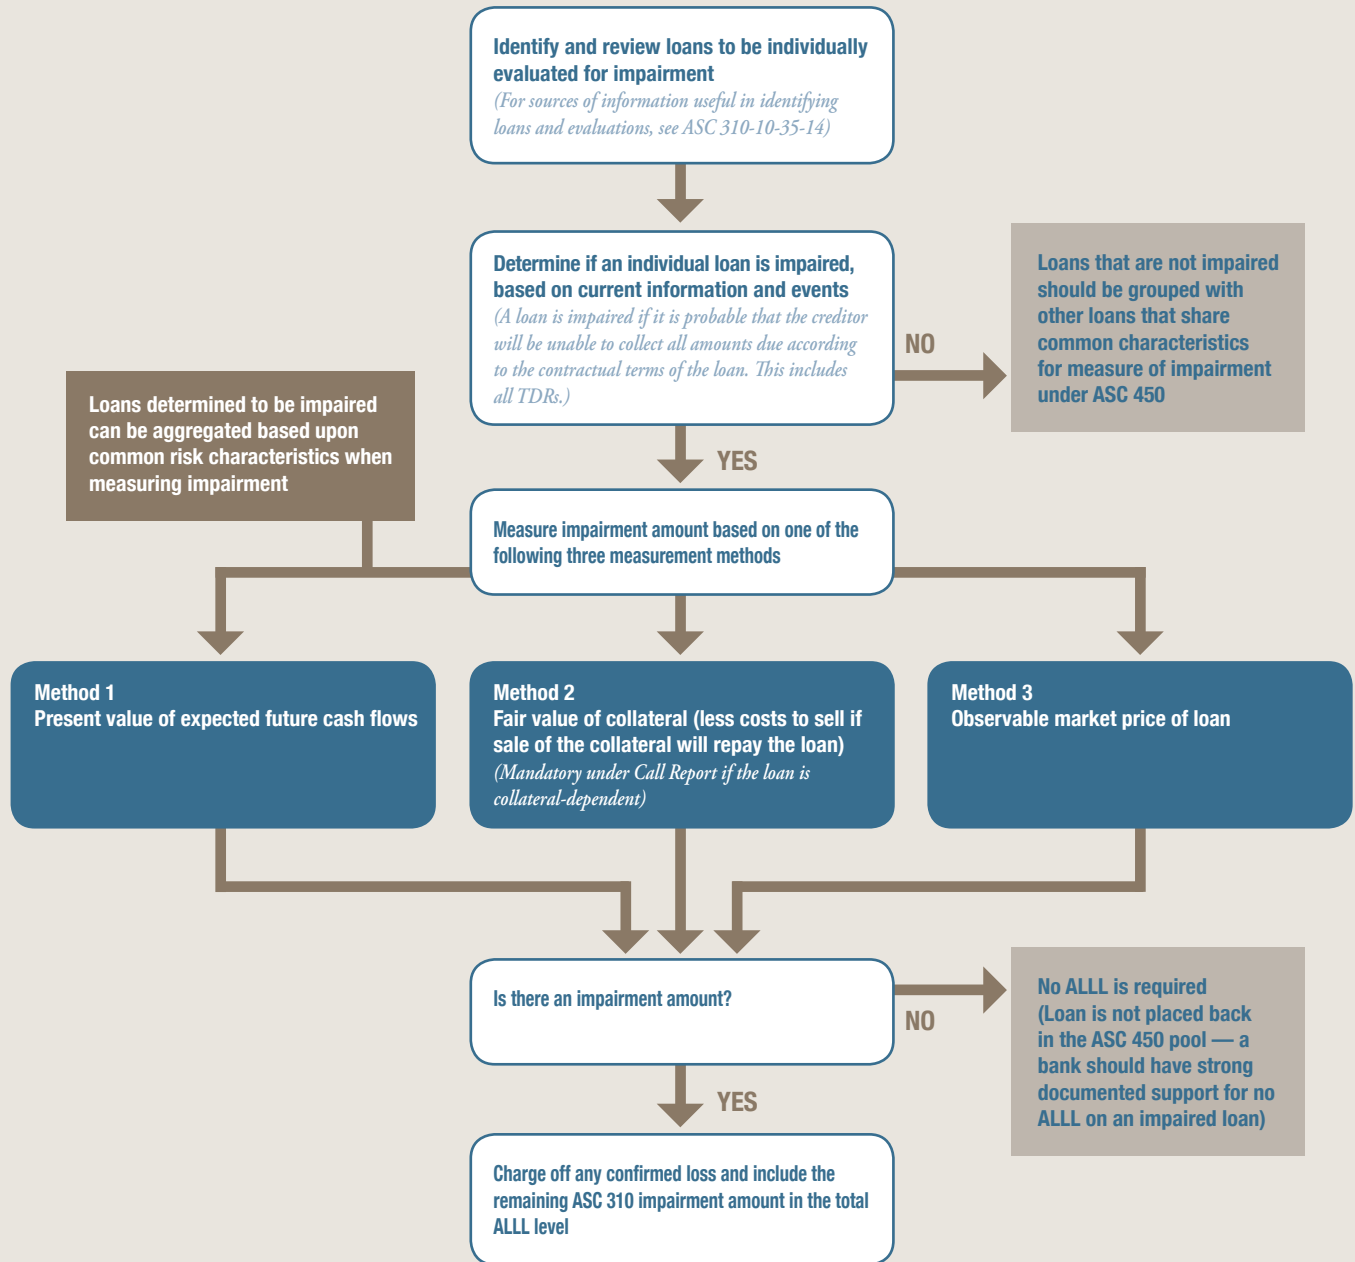 Identify and review loans to be individually
evaluated for impairment
(For sources of information useful in identifying
loans and evaluations, see ASC 310-10-35-14)
Determine if an individual loan is impaired,
based on current information and events
(A loan is impaired if it is probable that the creditor
will be unable to collect all amounts due according
to the contractual terms of the loan. This includes
all TDRs.)
NO
Loans that are not impaired
should be grouped with
other loans that share
common characteristics
for measure of impairment
under ASC 450
YES
Loans determined to be impaired
can be aggregated based upon
common risk characteristics when
measuring impairment
Measure impairment amount based on one of the
following three measurement methods
Method 1
Present value of expected future cash flows
Method 2
Fair value of collateral (less costs to sell if
sale of the collateral will repay the loan)
(Mandatory under Call Report if the loan is
collateral-dependent)
Method 3
Observable market price of loan
Is there an impairment amount?
NO
No ALLL is required
(Loan is not placed back
in the ASC 450 pool — a
bank should have strong
documented support for no
ALLL on an impaired loan)
YES
Charge off any confirmed loss and include the
remaining ASC 310 impairment amount in the total
ALLL level